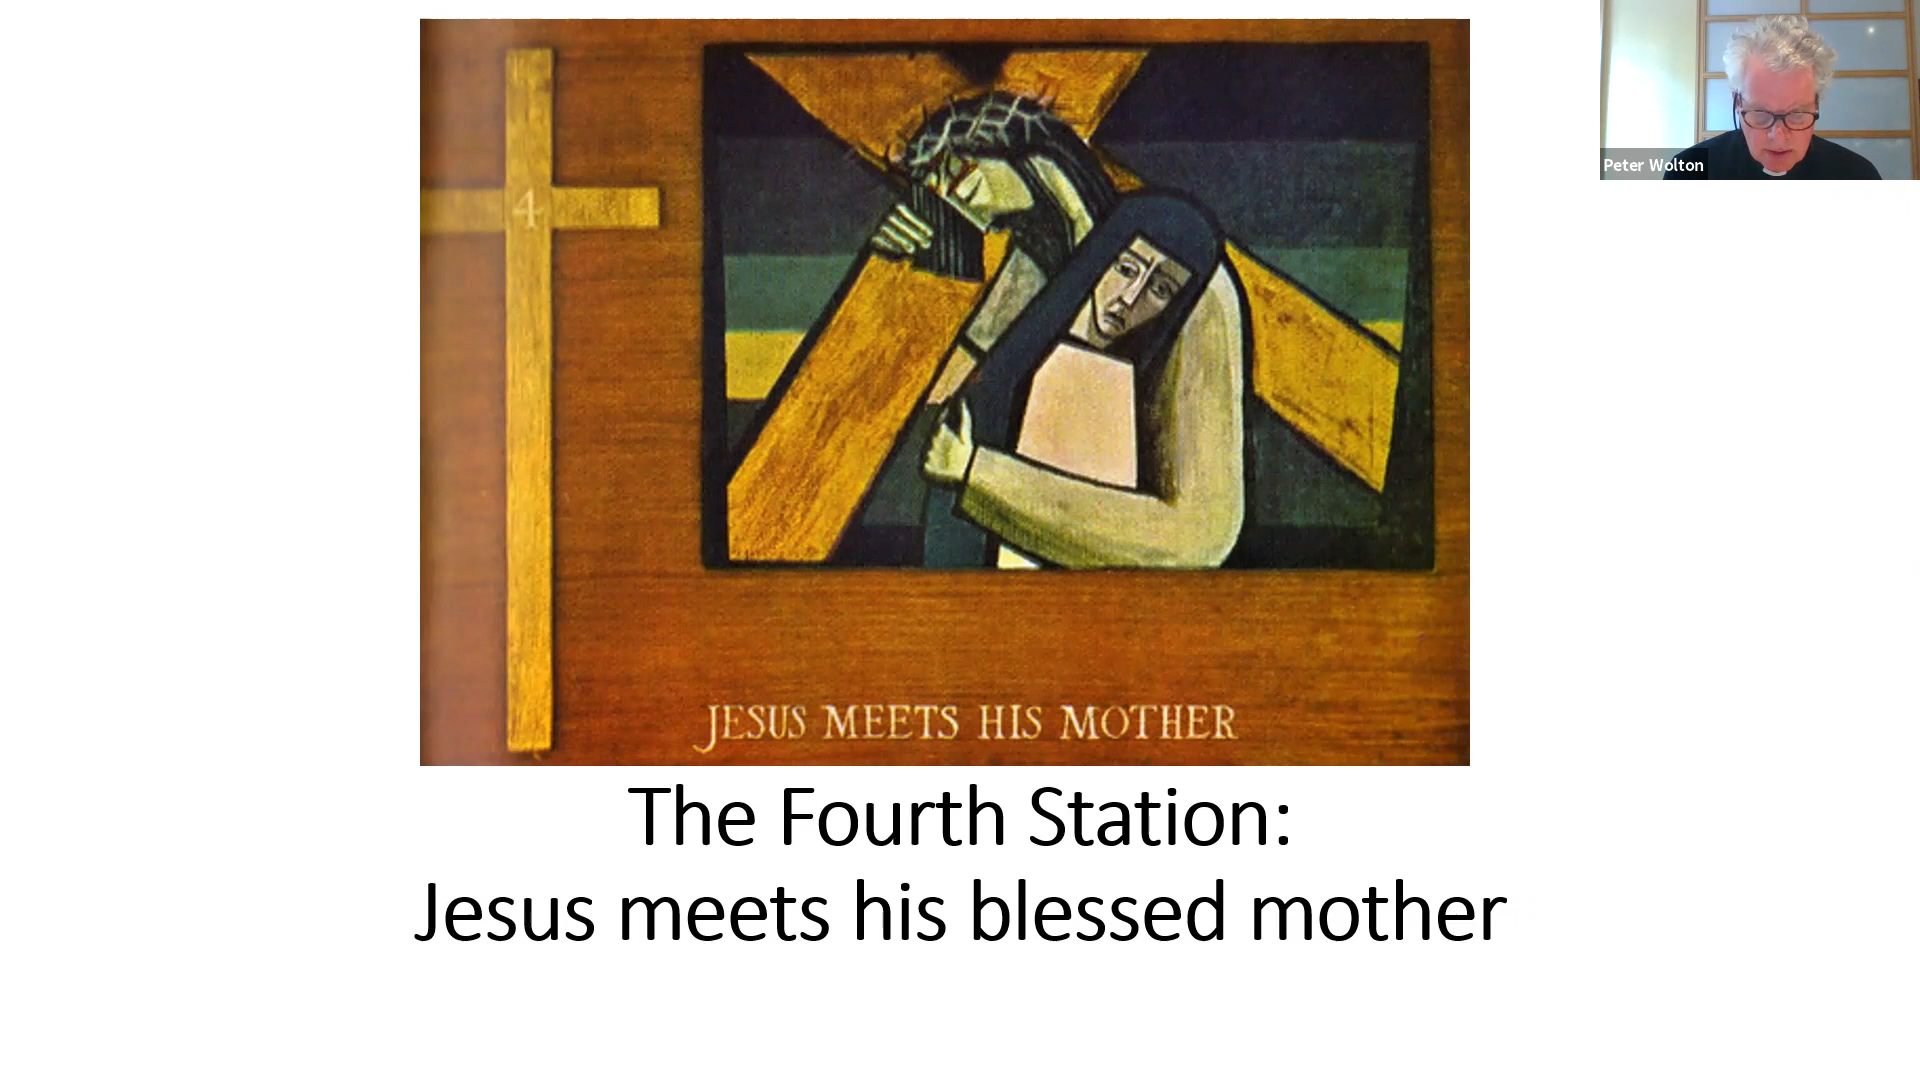 4
JESUS MEETS HIS MOTHER
The Fourth Station:
Jesus meets his blessed mother
Peter Wolton